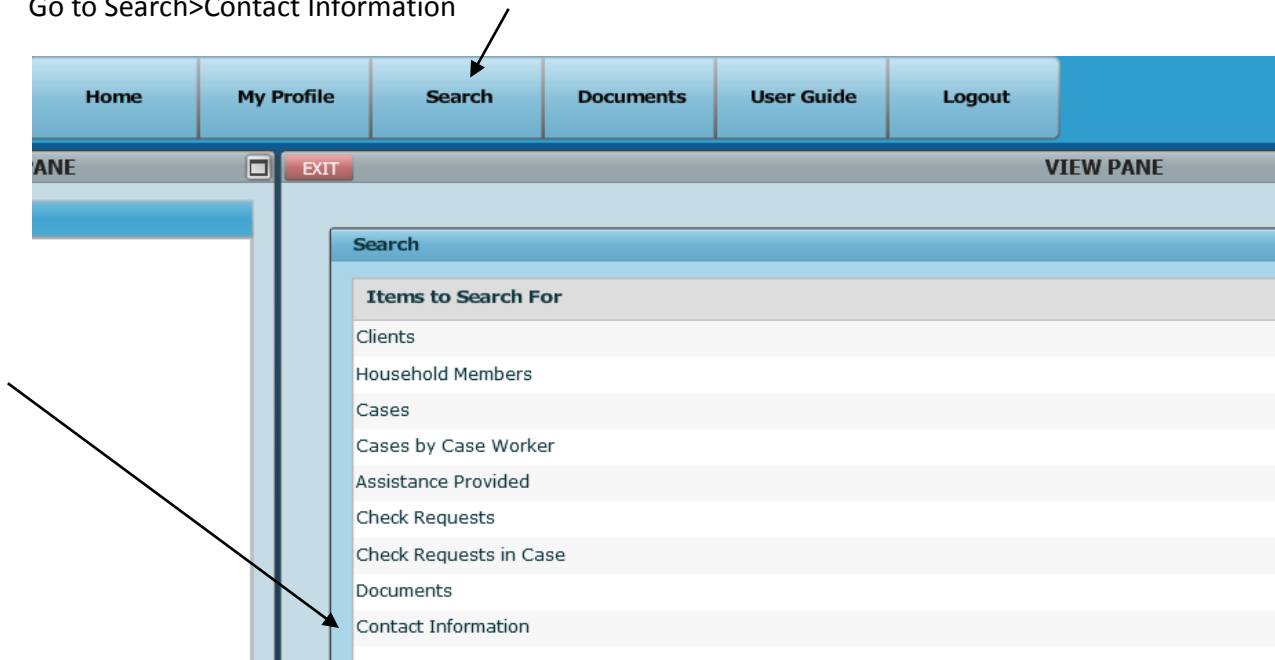 Go to Search>Contact Information
Home My Profile Search Documents User Guide Logout
EXIT VIEW PANE
Search
Items to Search For
Clients
Household Members
Cases
Cases by Case Worker
Assistance Provided
Check Requests
Check Requests in Case
Documents
Contact Information